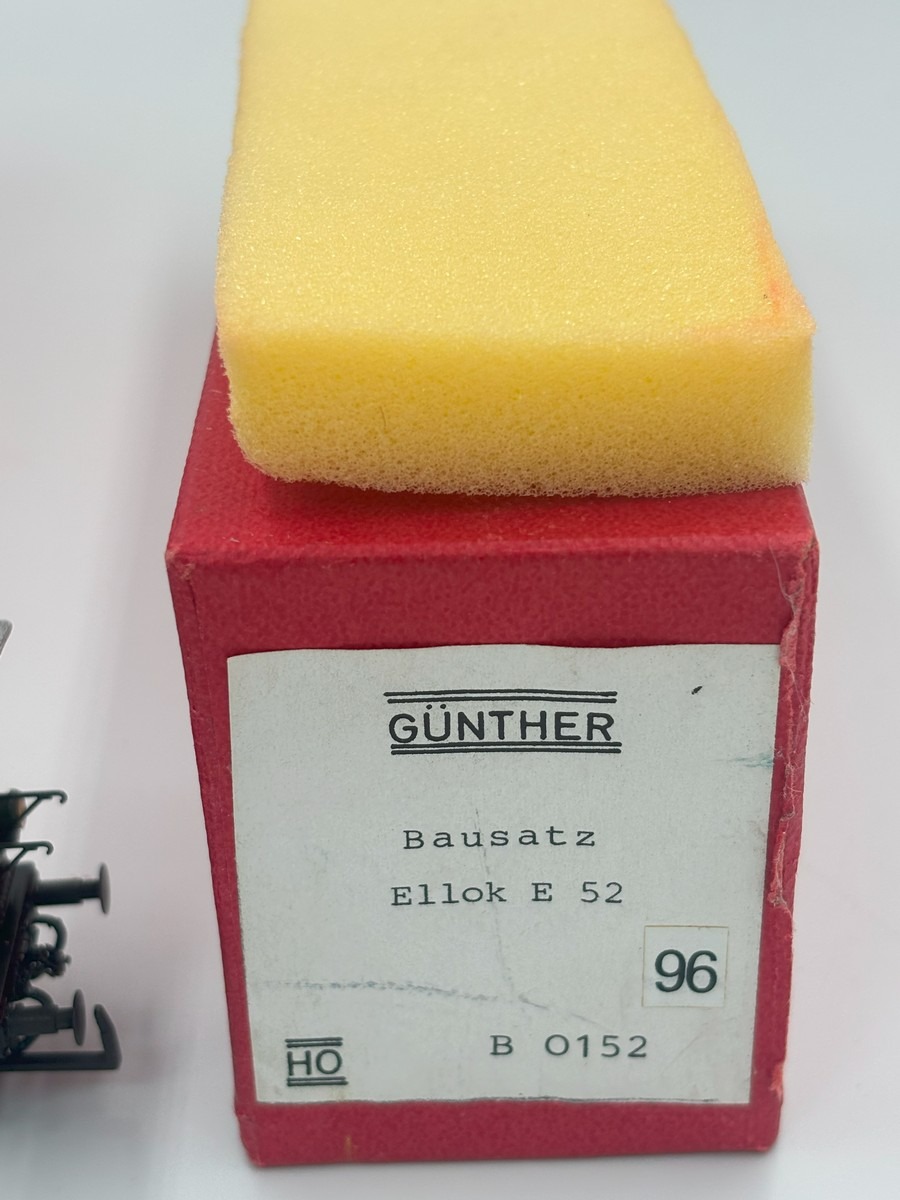 GÜNTHER
Bausatz
Ellok E 52
96
HO
B 0152